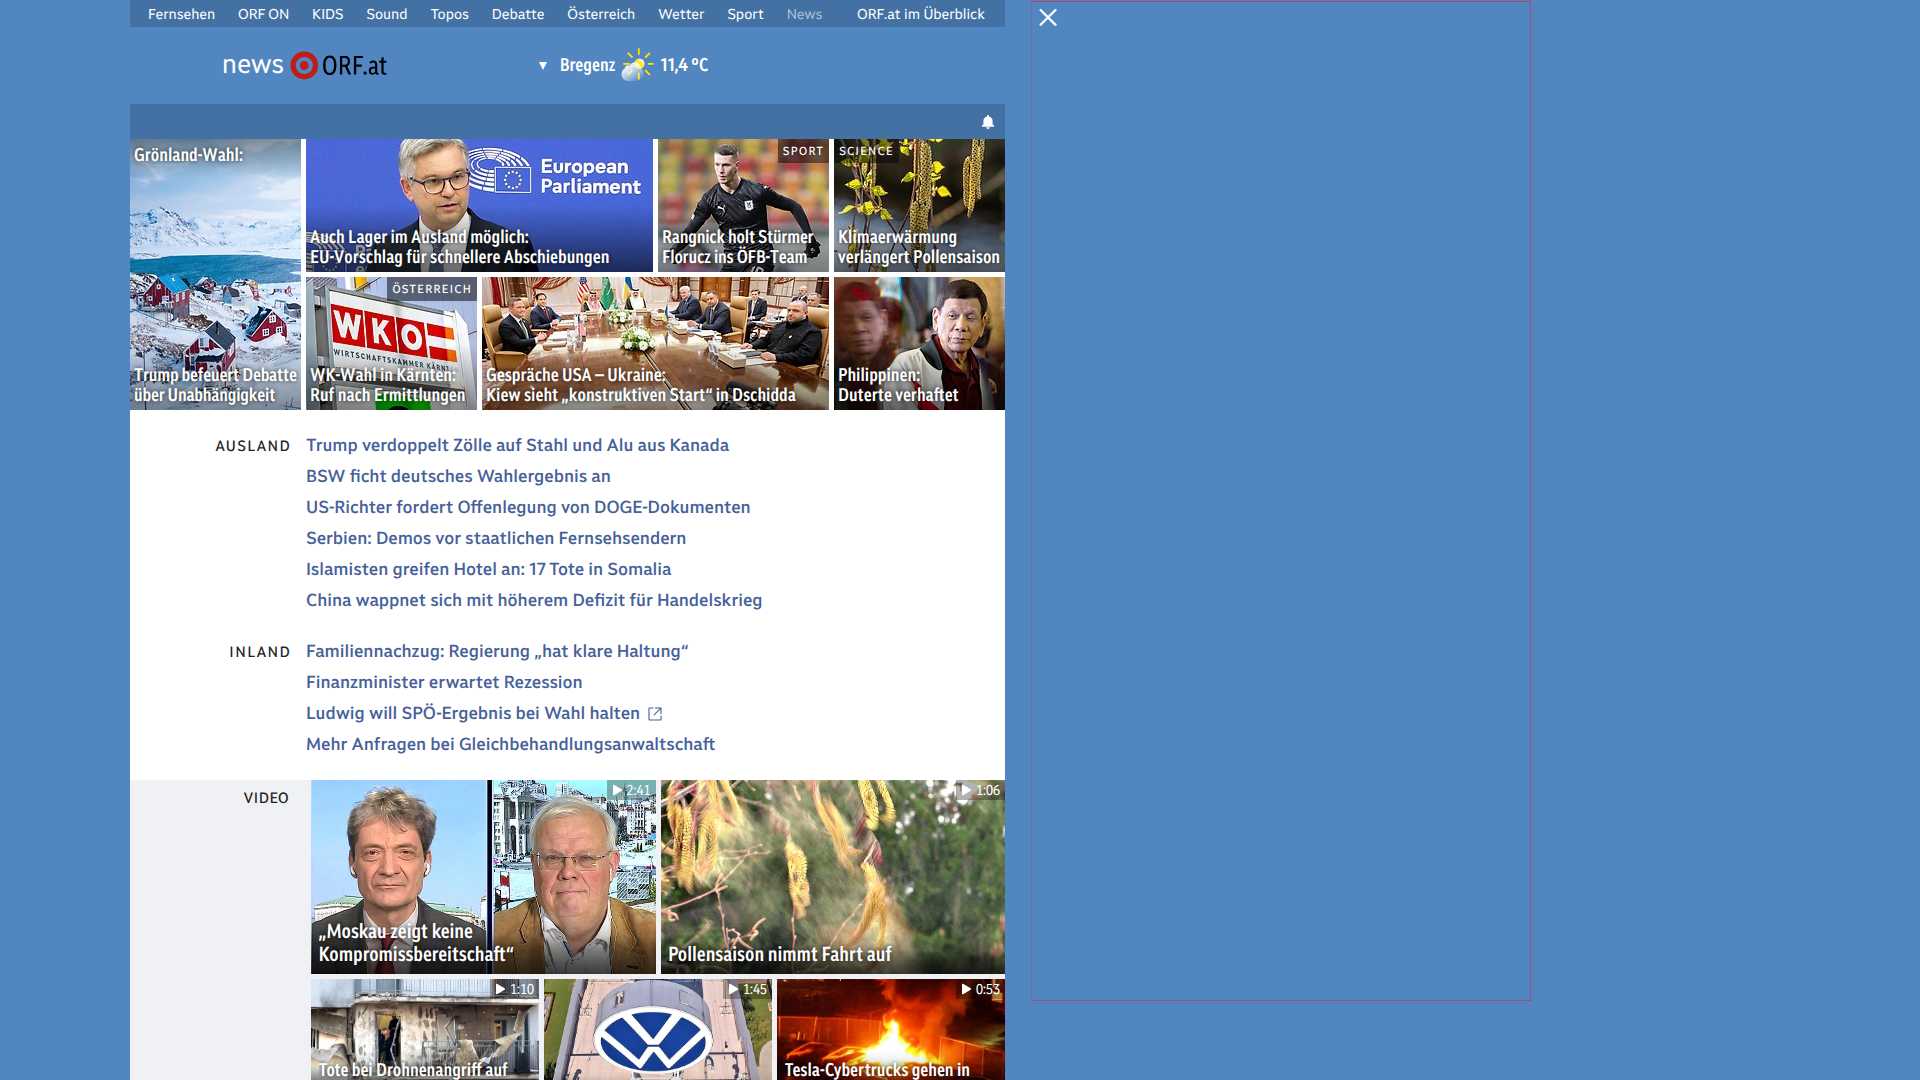 Fernsehen ORF ON KIDS Sound Topos Debatte Österreich Wetter Sport News ORF.at im Überblick
news ORF.at
Bregenz 11,4 °C
Grönland-Wahl:
Trump befeuert Debatte
über Unabhängigkeit
European
Parliament
Auch Lager im Ausland möglich:
EU-Vorschlag für schnellere Abschiebungen
SPORT
Rangnick holt Stürmer
Florucz ins ÖFB-Team
SCIENCE
Klimaerwärmung
verlängert Pollensaison
ÖSTERREICH
WKO
WIRTSCHAFTSKAMMER KÄRNT
WK-Wahl in Kärnten:
Ruf nach Ermittlungen
Gespräche USA – Ukraine:
Kiew sieht „konstruktiven Start“ in Dschidda
Philippinen:
Duterte verhaftet
AUSLAND
Trump verdoppelt Zölle auf Stahl und Alu aus Kanada
BSW ficht deutsches Wahlergebnis an
US-Richter fordert Offenlegung von DOGE-Dokumenten
Serbien: Demos vor staatlichen Fernsehsendern
Islamisten greifen Hotel an: 17 Tote in Somalia
China wappnet sich mit höherem Defizit für Handelskrieg
INLAND
Familiennachzug: Regierung „hat klare Haltung“
Finanzminister erwartet Rezession
Ludwig will SPÖ-Ergebnis bei Wahl halten
Mehr Anfragen bei Gleichbehandlungsanwaltschaft
VIDEO
2:41
„Moskau zeigt keine
Kompromissbereitschaft“
1:06
Pollensaison nimmt Fahrt auf
1:10
Tote bei Drohnenangriff auf
1:45
0:53
Tesla-Cybertrucks gehen in